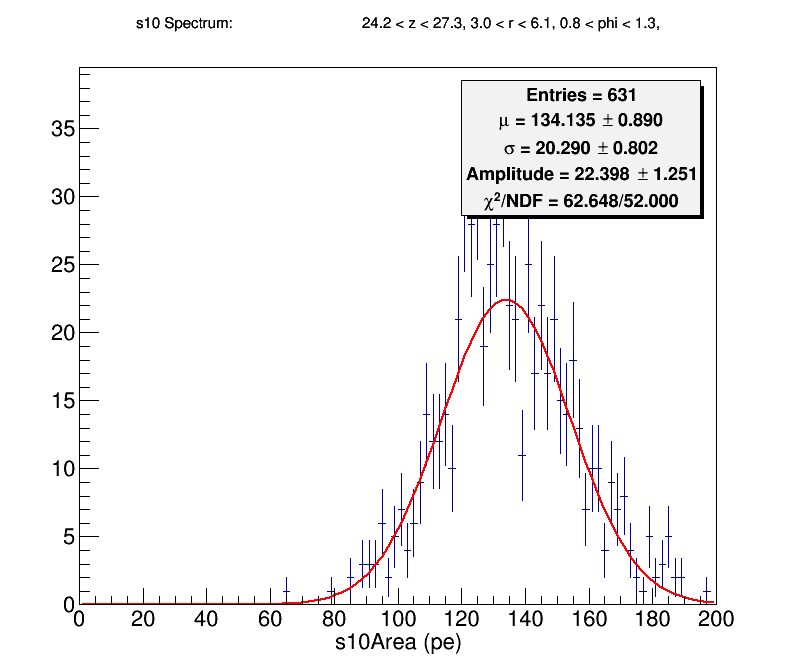 s10 Spectrum: 24.2 < z < 27.3, 3.0 < r < 6.1, 0.8 < phi < 1.3,
Entries = 631
μ = 134.135 ± 0.890
σ = 20.290 ± 0.802
Amplitude = 22.398 ± 1.251
χ²/NDF = 62.648/52.000
35
30
25
20
15
10
5
0
0 20 40 60 80 100 120 140 160 180 200
s10Area (pe)